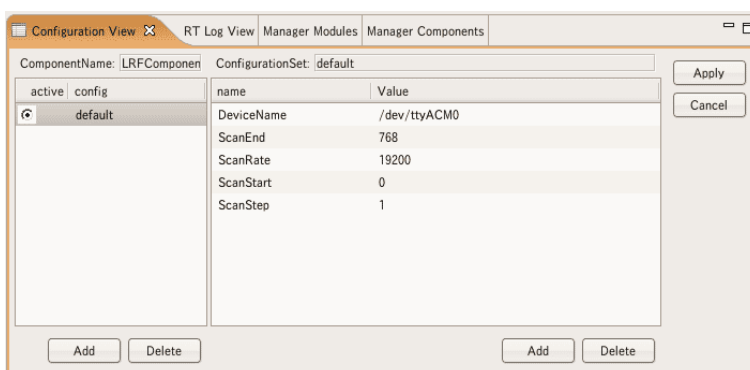 Configuration View RT Log View Manager Modules Manager Components
ComponentName: LRFComponen ConfigurationSet: default
Apply
active config name Value
Cancel
default DeviceName /dev/ttyACM0
ScanEnd 768
ScanRate 19200
ScanStart 0
ScanStep 1
Add Delete Add Delete